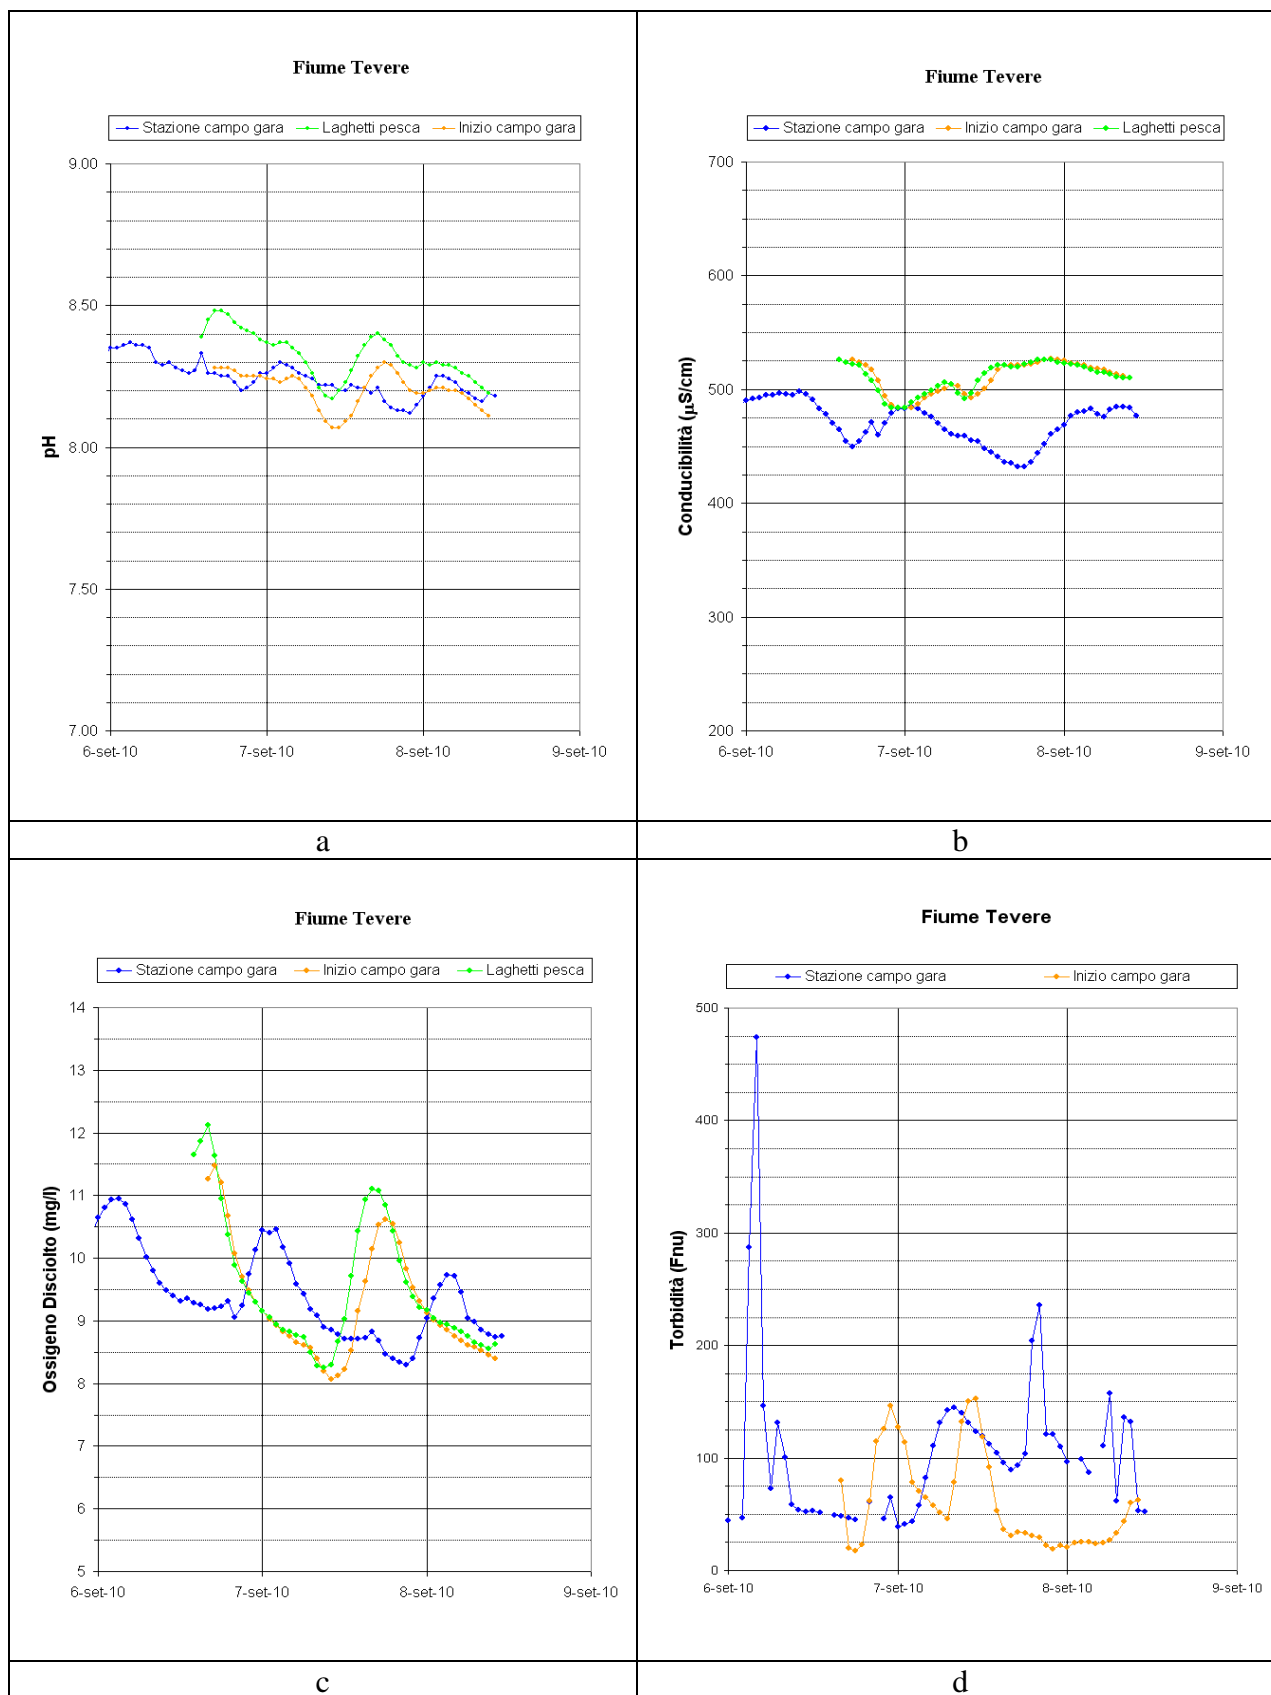 Fiume Tevere
Stazione campo gara Laghetti pesca Inizio campo gara
9.00
8.50
8.00
7.50
7.00
pH
6-set-10 7-set-10 8-set-10 9-set-10
a
Fiume Tevere
Stazione campo gara Inizio campo gara Laghetti pesca
700
600
500
400
300
200
Conducibilità (µS/cm)
6-set-10 7-set-10 8-set-10 9-set-10
b
Fiume Tevere
Stazione campo gara Inizio campo gara Laghetti pesca
14
13
12
11
10
9
8
7
6
5
Ossigeno Disciolto (mg/l)
6-set-10 7-set-10 8-set-10 9-set-10
c
Fiume Tevere
Stazione campo gara Inizio campo gara
500
400
300
200
100
0
Torbidità (Fnu)
6-set-10 7-set-10 8-set-10 9-set-10
d